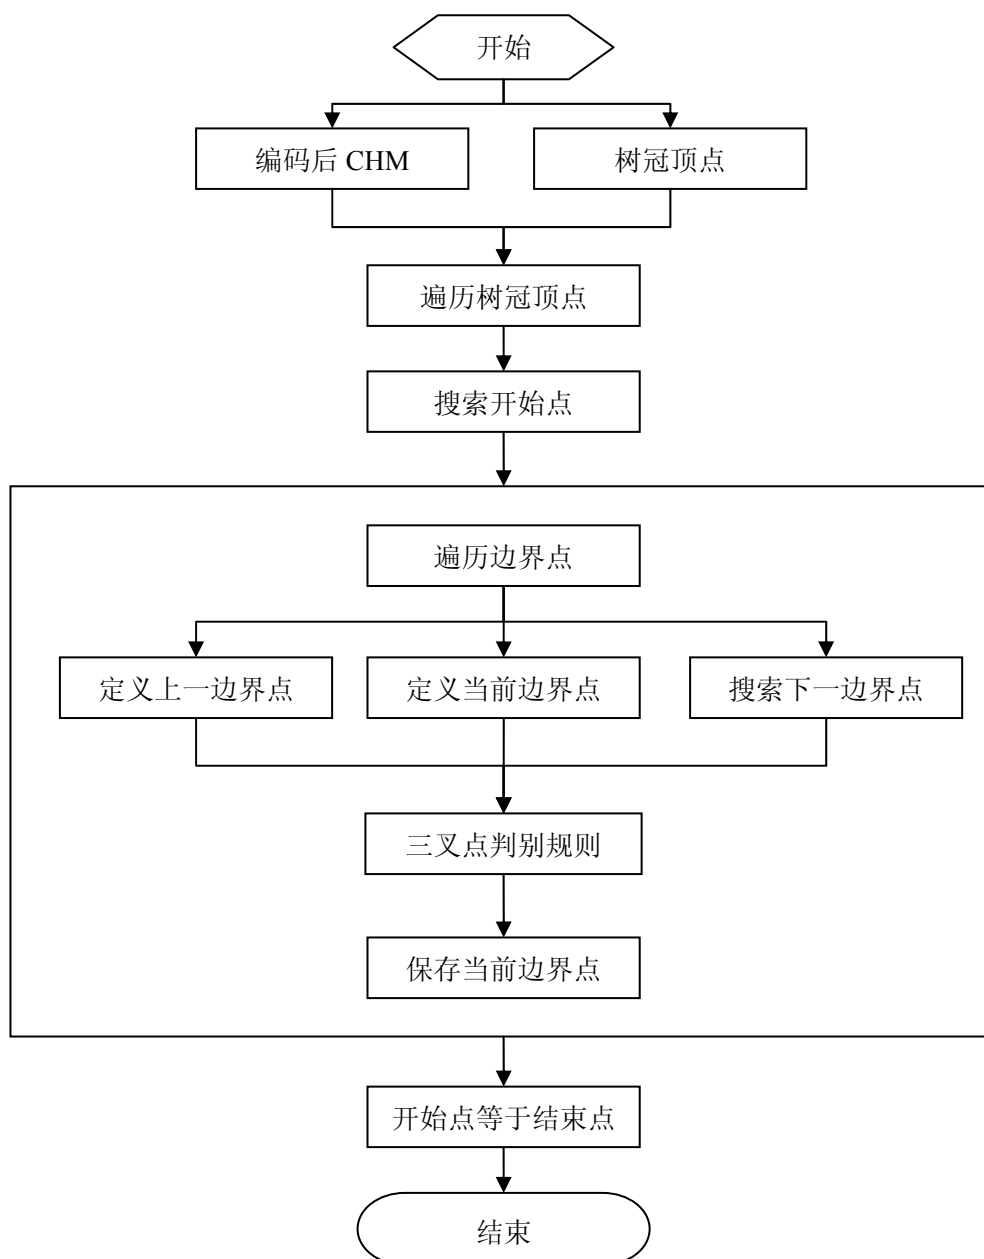 开始
编码后 CHM
树冠顶点
遍历树冠顶点
搜索开始点
遍历边界点
定义上一边界点
定义当前边界点
搜索下一边界点
三叉点判别规则
保存当前边界点
开始点等于结束点
结束